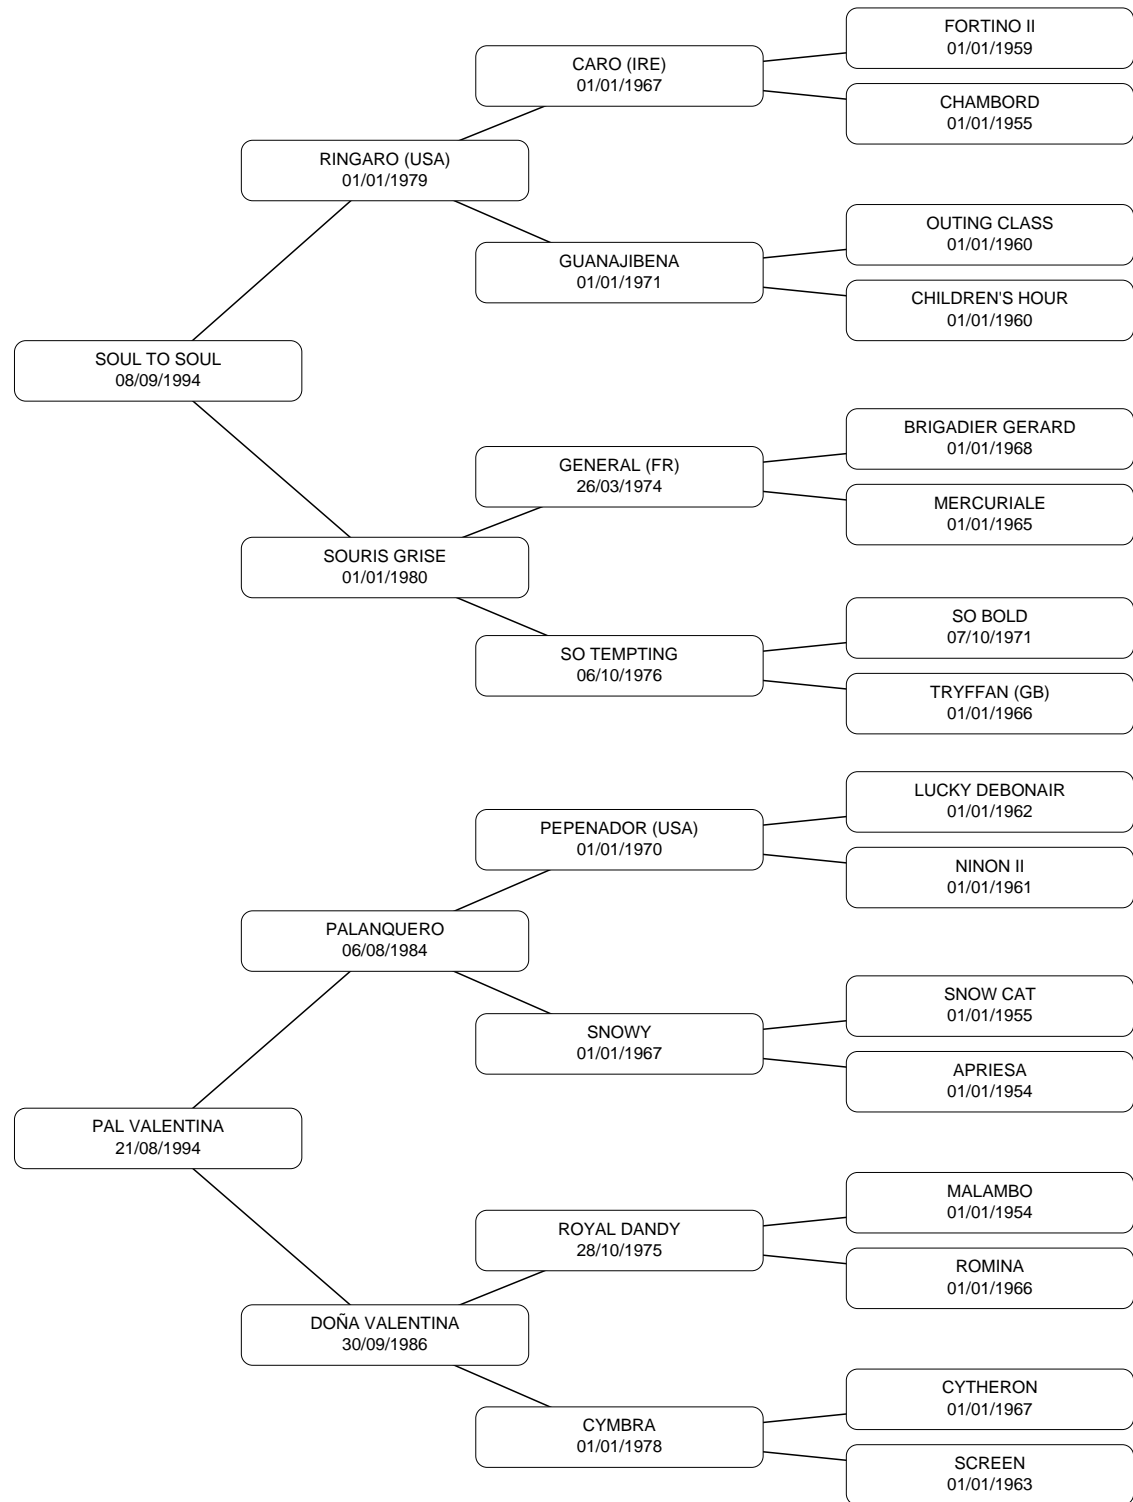 FORTINO II
01/01/1959
CARO (IRE)
01/01/1967
CHAMBORD
01/01/1955
RINGARO (USA)
01/01/1979
OUTING CLASS
01/01/1960
GUANAJIBENA
01/01/1971
CHILDREN'S HOUR
01/01/1960
SOUL TO SOUL
08/09/1994
BRIGADIER GERARD
01/01/1968
GENERAL (FR)
26/03/1974
MERCURIALE
01/01/1965
SOURIS GRISE
01/01/1980
SO BOLD
07/10/1971
SO TEMPTING
06/10/1976
TRYFFAN (GB)
01/01/1966
LUCKY DEBONAIR
01/01/1962
PEPENADOR (USA)
01/01/1970
NINON II
01/01/1961
PALANQUERO
06/08/1984
SNOW CAT
01/01/1955
SNOWY
01/01/1967
APRIESA
01/01/1954
PAL VALENTINA
21/08/1994
MALAMBO
01/01/1954
ROYAL DANDY
28/10/1975
ROMINA
01/01/1966
DOÑA VALENTINA
30/09/1986
CYTHERON
01/01/1967
CYMBRA
01/01/1978
SCREEN
01/01/1963